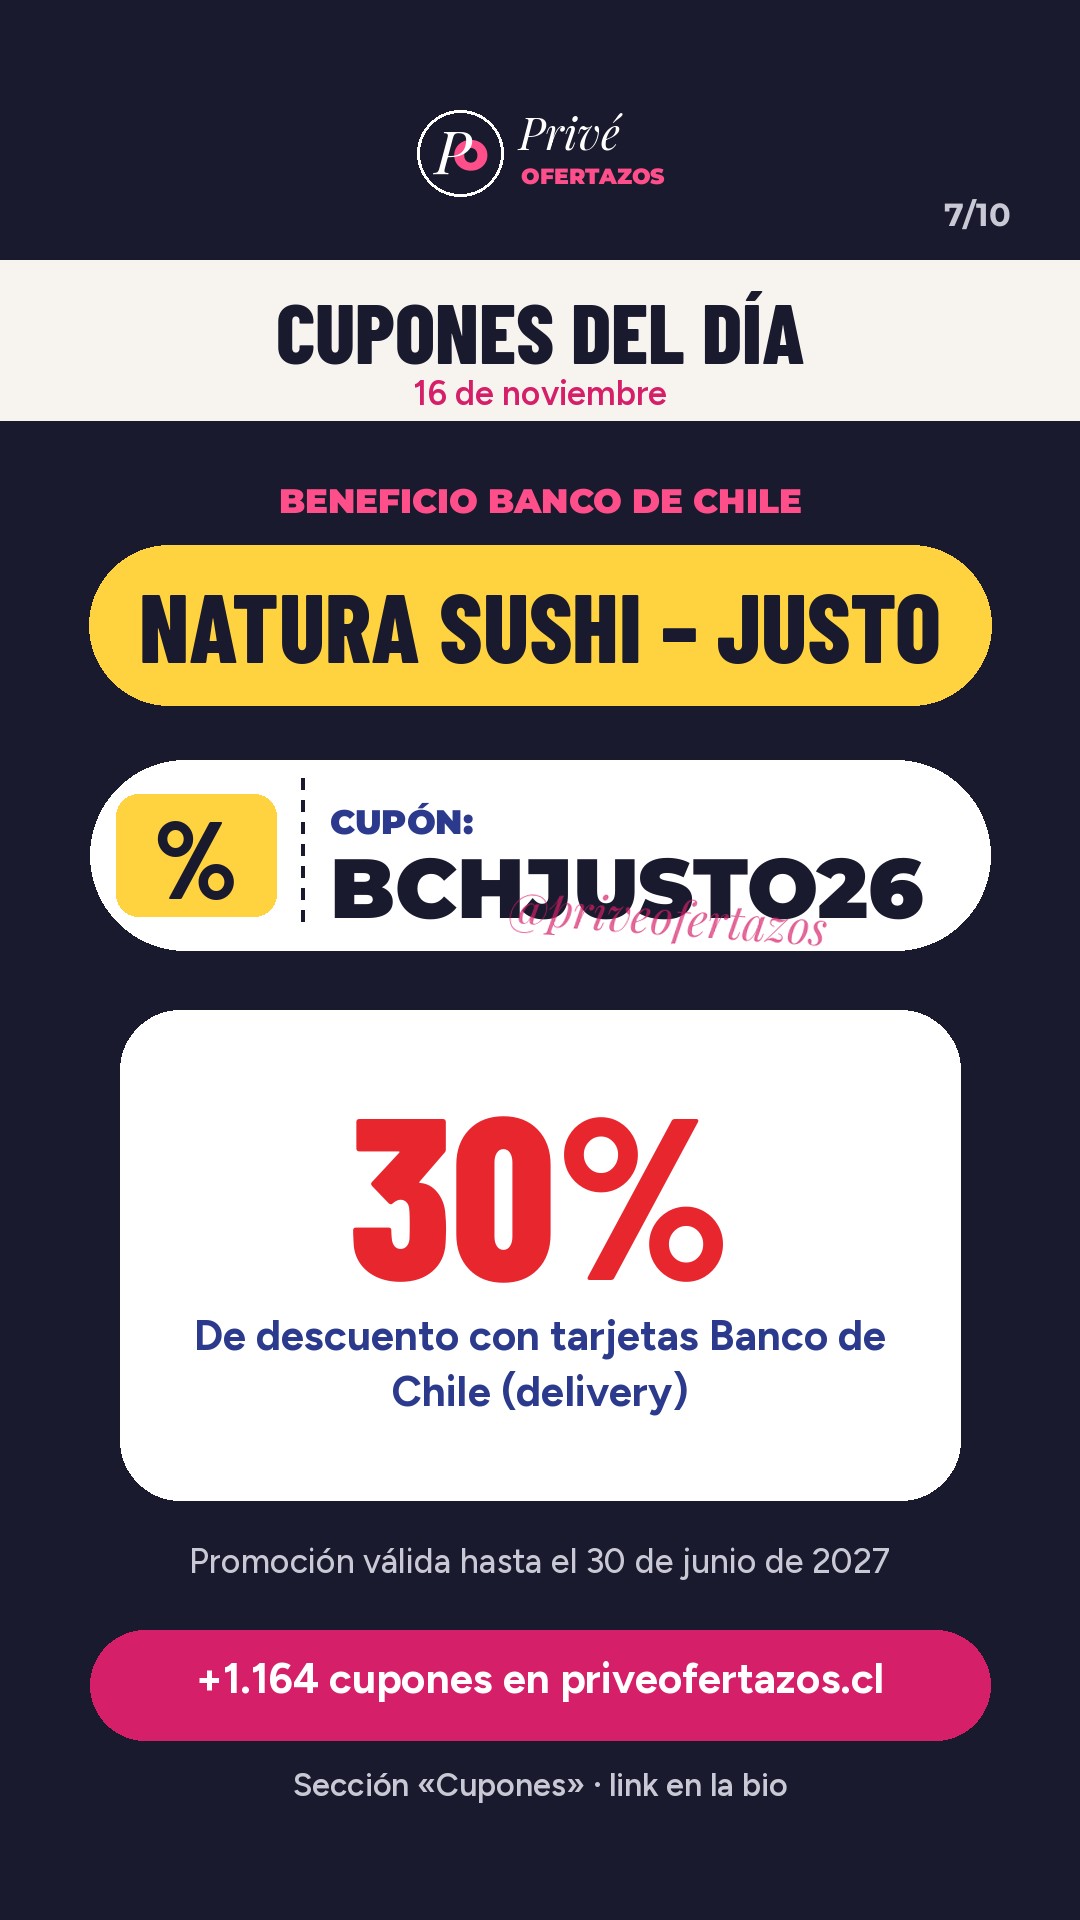 Po Privé
OFERTAZOS
7/10
CUPONES DEL DÍA
16 de noviembre
BENEFICIO BANCO DE CHILE
NATURA SUSHI – JUSTO
%
CUPÓN:
BCHJUSTO26
@priveofertazos
30%
De descuento con tarjetas Banco de
Chile (delivery)
Promoción válida hasta el 30 de junio de 2027
+1.164 cupones en priveofertazos.cl
Sección «Cupones» · link en la bio